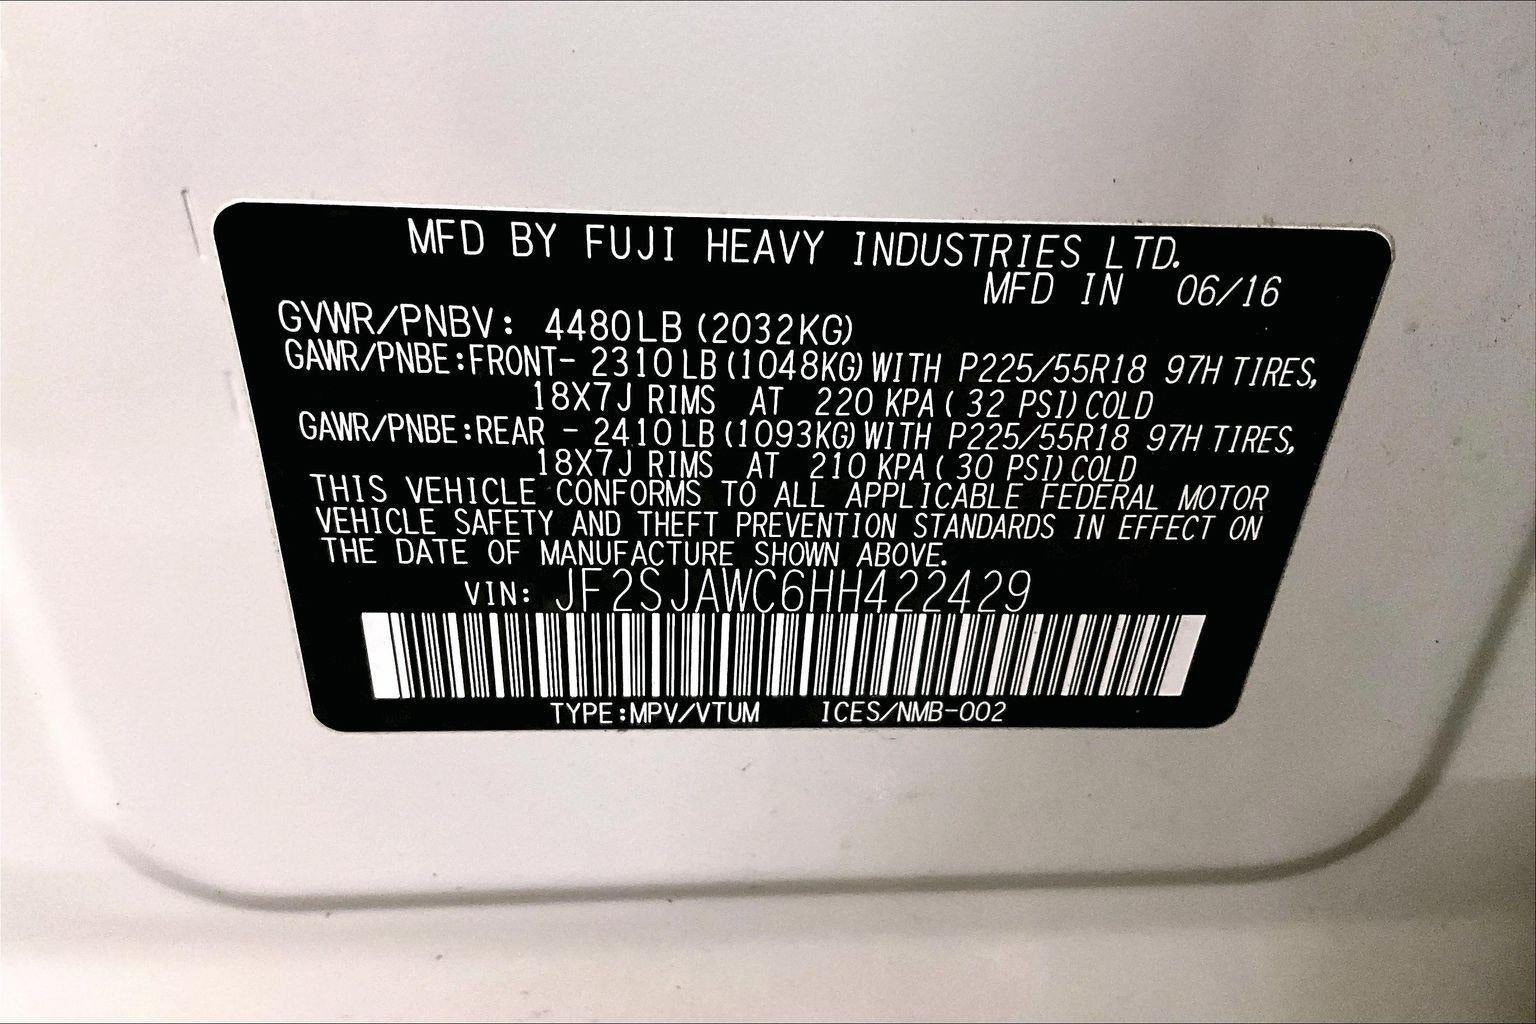 MFD BY FUJI HEAVY INDUSTRIES LTD.
MFD IN 06/16
GVWR/PNBV: 4480LB (2032KG)
GAWR/PNBE:FRONT- 2310LB(1048KG)WITH P225/55R18 97H TIRES,
18X7J RIMS AT 220 KPA( 32 PSI)COLD
GAWR/PNBE:REAR - 2410LB(1093KG)WITH P225/55R18 97H TIRES,
18X7J RIMS AT 210 KPA( 30 PSI)COLD
THIS VEHICLE CONFORMS TO ALL APPLICABLE FEDERAL MOTOR
VEHICLE SAFETY AND THEFT PREVENTION STANDARDS IN EFFECT ON
THE DATE OF MANUFACTURE SHOWN ABOVE.
VIN: JF2SJAWC6HH422429
TYPE:MPV/VTUM ICES/NMB-002